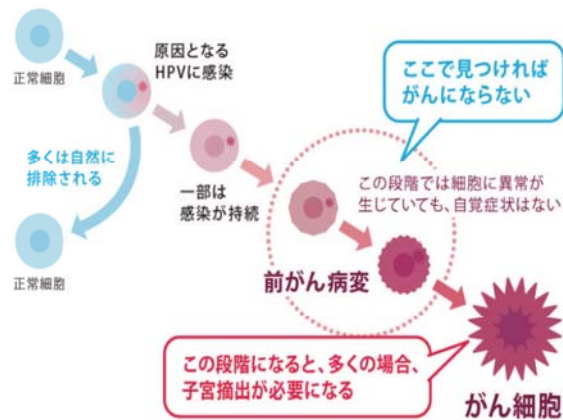 正常細胞
原因となる
HPVに感染
多くは自然に
排除される
正常細胞
一部は
感染が持続
ここで見つければ
がんにならない
この段階では細胞に異常が
生じていても、自覚症状はない
前がん病変
この段階になると、多くの場合、
子宮摘出が必要になる
がん細胞